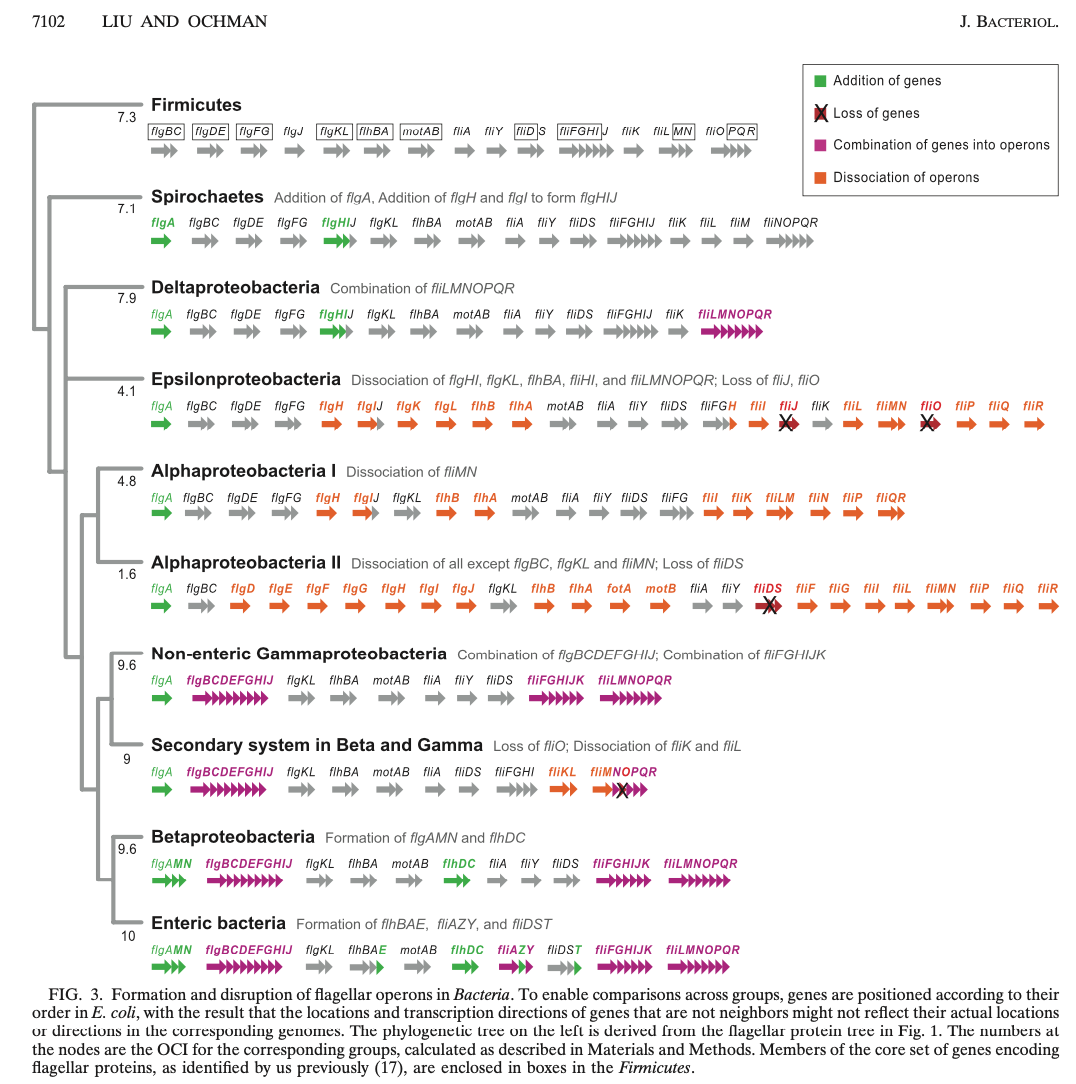 7102 LIU AND OCHMAN J. BACTERIOL.
Addition of genes
Loss of genes
Combination of genes into operons
Dissociation of operons
Firmicutes
7.3
flgBC flgDE flgFG flgJ flgKL flhBA motAB fliA fliY fliDS fliFGHIJ fliK fliLMN fliOPQR
Spirochaetes Addition of flgA, Addition of flgH and flgI to form flgHIJ
7.1
flgA flgBC flgDE flgFG flgHIJ flgKL flhBA motAB fliA fliY fliDS fliFGHIJ fliK fliL fliM fliNOPQR
Deltaproteobacteria Combination of fliLMNOPQR
7.9
flgA flgBC flgDE flgFG flgHIJ flgKL flhBA motAB fliA fliY fliDS fliFGHIJ fliK fliLMNOPQR
Epsilonproteobacteria Dissociation of flgHI, flgKL, flhBA, fliHI, and fliLMNOPQR; Loss of fliJ, fliO
4.1
flgA flgBC flgDE flgFG flgH flgIJ flgK flgL flhB flhA motAB fliA fliY fliDS fliFGH fliI fliJ fliK fliL fliMN fliO fliP fliQ fliR
Alphaproteobacteria I Dissociation of fliMN
4.8
flgA flgBC flgDE flgFG flgH flgIJ flgKL flhB flhA motAB fliA fliY fliDS fliFG fliI fliK fliLM fliN fliP fliQR
Alphaproteobacteria II Dissociation of all except flgBC, flgKL and fliMN; Loss of fliDS
1.6
flgA flgBC flgD flgE flgF flgG flgH flgI flgJ flgKL flhB flhA fotA motB fliA fliY fliDS fliF fliG fliI fliL fliMN fliP fliQ fliR
Non-enteric Gammaproteobacteria Combination of flgBCDEFGHIJ; Combination of fliFGHIJK
9.6
flgA flgBCDEFGHIJ flgKL flhBA motAB fliA fliY fliDS fliFGHIJK fliLMNOPQR
Secondary system in Beta and Gamma Loss of fliO; Dissociation of fliK and fliL
9
flgA flgBCDEFGHIJ flgKL flhBA motAB fliA fliDS fliFGHI fliKL fliMNOPQR
Betaproteobacteria Formation of flgAMN and flhDC
9.6
flgAMN flgBCDEFGHIJ flgKL flhBA motAB flhDC fliA fliY fliDS fliFGHIJK fliLMNOPQR
Enteric bacteria Formation of flhBAE, fliAZY, and fliDST
10
flgAMN flgBCDEFGHIJ flgKL flhBAE motAB flhDC fliAZY fliDST fliFGHIJK fliLMNOPQR
FIG. 3. Formation and disruption of flagellar operons in Bacteria. To enable comparisons across groups, genes are positioned according to their
order in E. coli, with the result that the locations and transcription directions of genes that are not neighbors might not reflect their actual locations
or directions in the corresponding genomes. The phylogenetic tree on the left is derived from the flagellar protein tree in Fig. 1. The numbers at
the nodes are the OCI for the corresponding groups, calculated as described in Materials and Methods. Members of the core set of genes encoding
flagellar proteins, as identified by us previously (17), are enclosed in boxes in the Firmicutes.